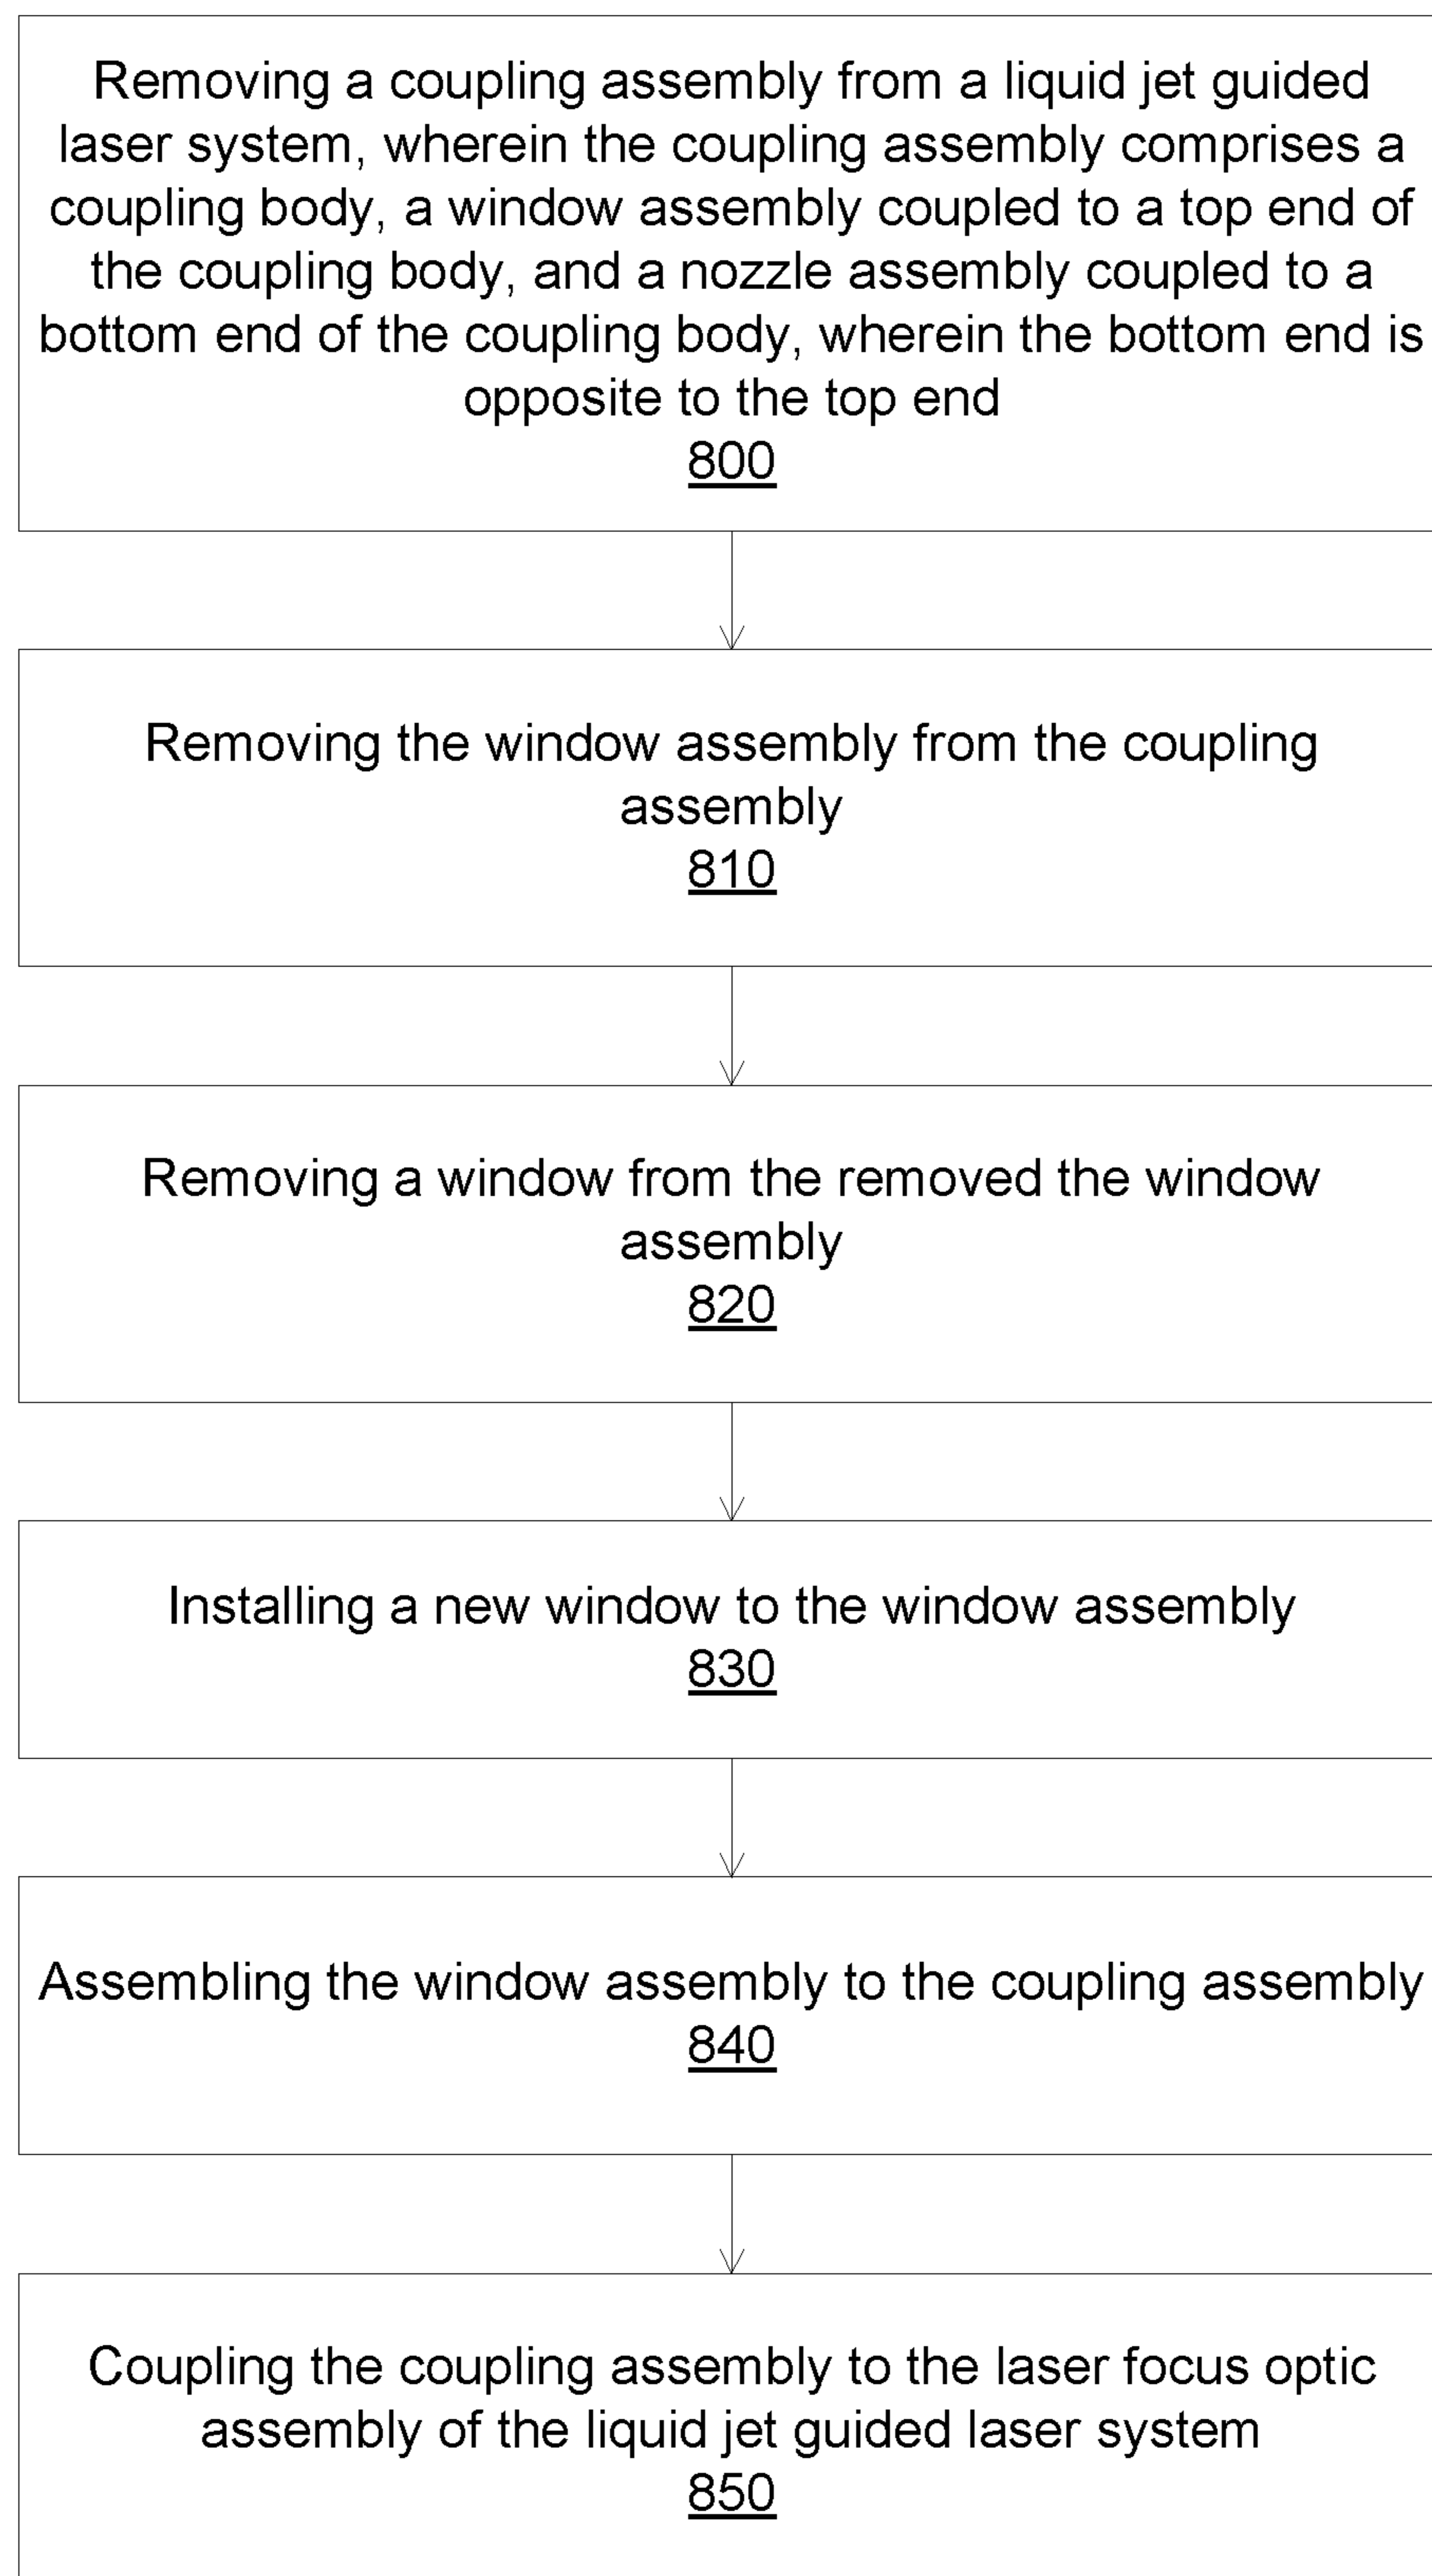 Removing a coupling assembly from a liquid jet guided
laser system, wherein the coupling assembly comprises a
coupling body, a window assembly coupled to a top end of
the coupling body, and a nozzle assembly coupled to a
bottom end of the coupling body, wherein the bottom end is
opposite to the top end
800
Removing the window assembly from the coupling
assembly
810
Removing a window from the removed the window
assembly
820
Installing a new window to the window assembly
830
Assembling the window assembly to the coupling assembly
840
Coupling the coupling assembly to the laser focus optic
assembly of the liquid jet guided laser system
850